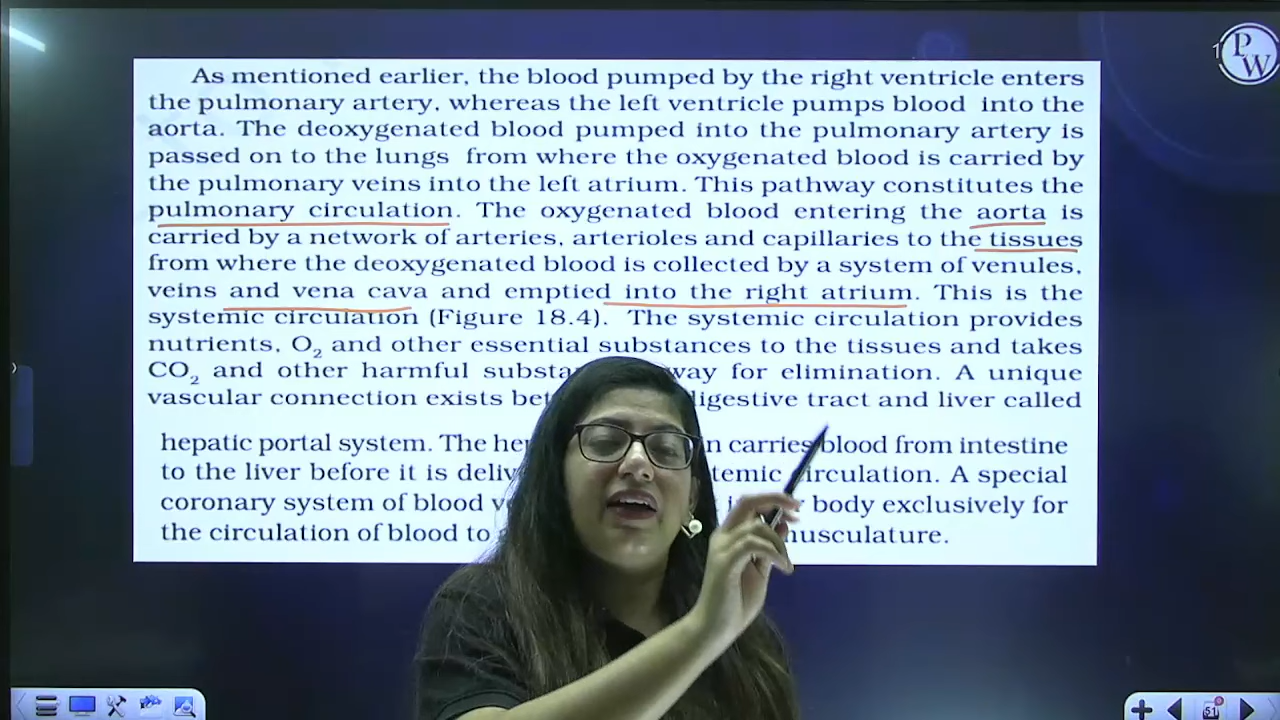 PW
As mentioned earlier, the blood pumped by the right ventricle enters
the pulmonary artery, whereas the left ventricle pumps blood into the
aorta. The deoxygenated blood pumped into the pulmonary artery is
passed on to the lungs from where the oxygenated blood is carried by
the pulmonary veins into the left atrium. This pathway constitutes the
pulmonary circulation. The oxygenated blood entering the aorta is
carried by a network of arteries, arterioles and capillaries to the tissues
from where the deoxygenated blood is collected by a system of venules,
veins and vena cava and emptied into the right atrium. This is the
systemic circulation (Figure 18.4). The systemic circulation provides
nutrients, O2 and other essential substances to the tissues and takes
CO2 and other harmful for elimination. A unique
vascular connection exists digestive tract and liver called
hepatic portal system. The carries blood from intestine
to the liver before it is circulation. A special
coronary system of blood body exclusively for
the circulation of blood to musculature.
51